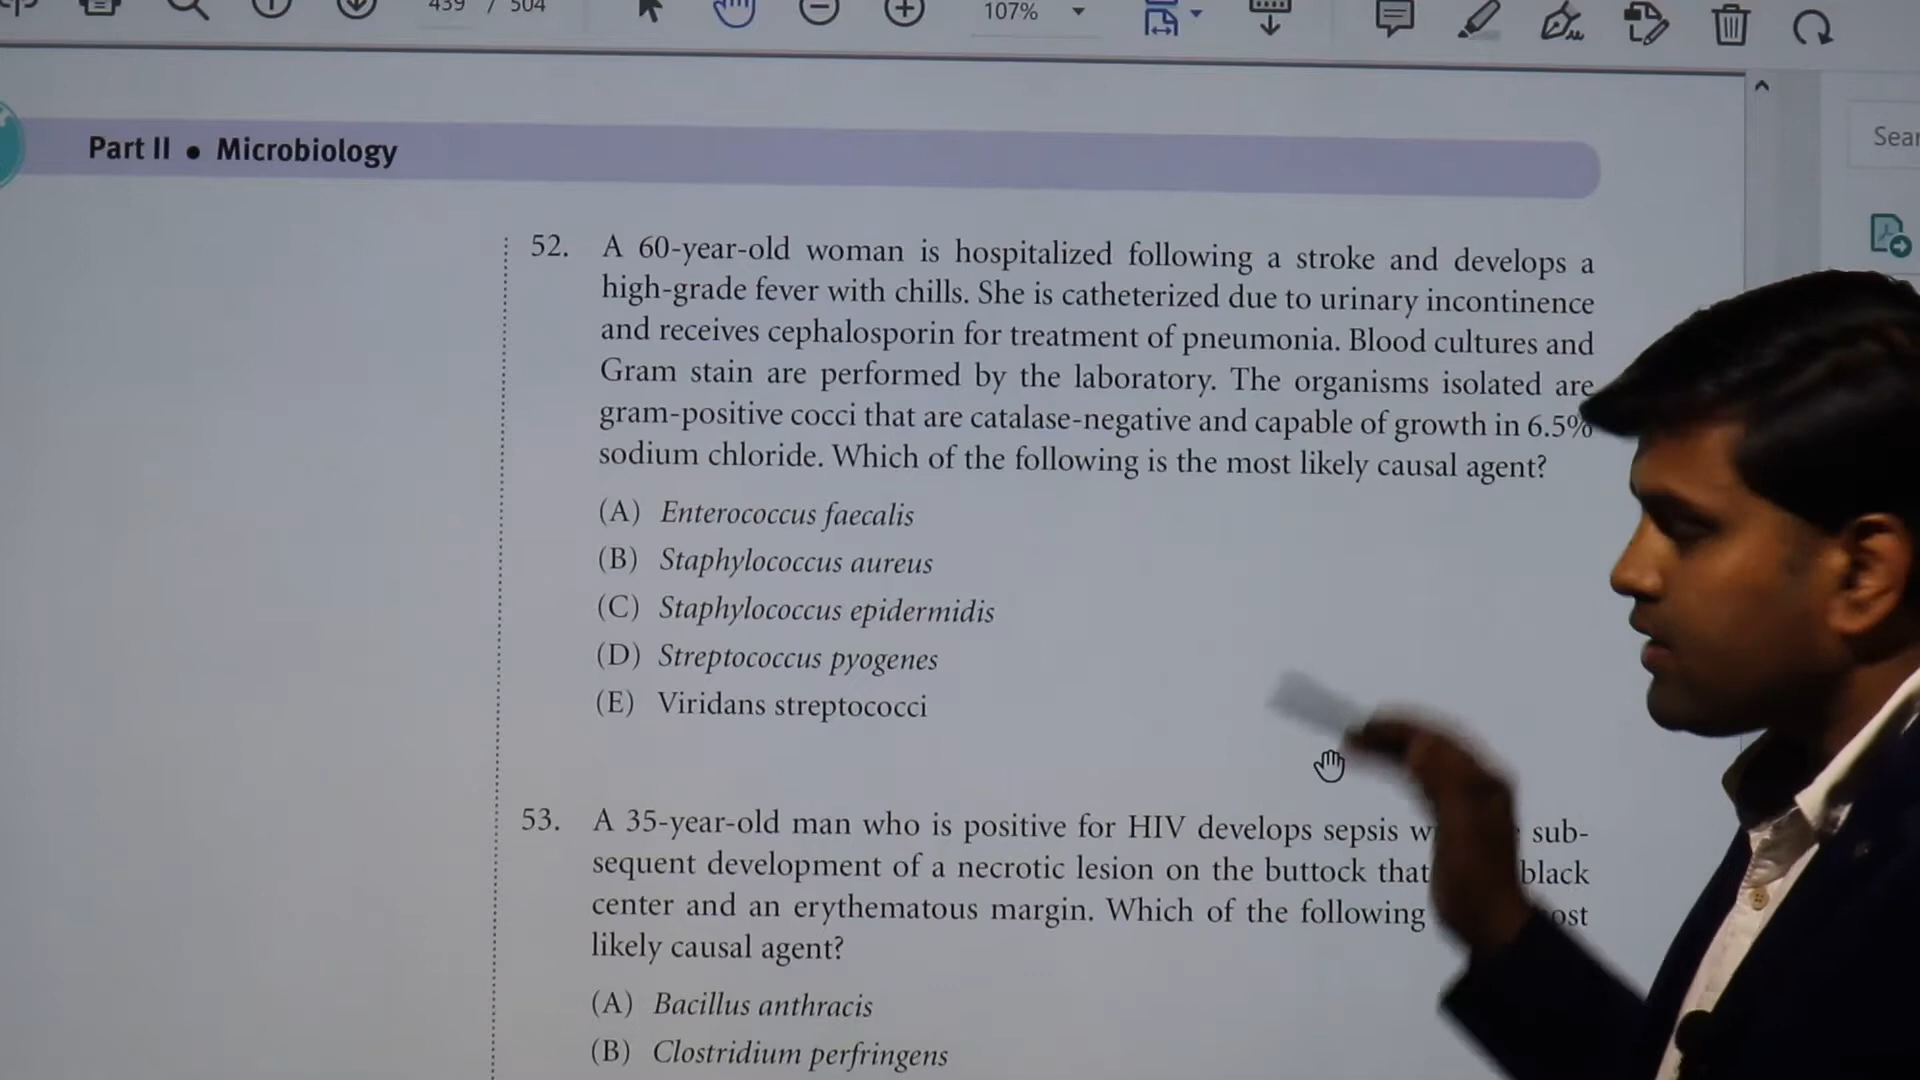 439 / 504
107%
Sear
Part II • Microbiology
52. A 60-year-old woman is hospitalized following a stroke and develops a
high-grade fever with chills. She is catheterized due to urinary incontinence
and receives cephalosporin for treatment of pneumonia. Blood cultures and
Gram stain are performed by the laboratory. The organisms isolated are
gram-positive cocci that are catalase-negative and capable of growth in 6.5%
sodium chloride. Which of the following is the most likely causal agent?
(A) Enterococcus faecalis
(B) Staphylococcus aureus
(C) Staphylococcus epidermidis
(D) Streptococcus pyogenes
(E) Viridans streptococci
53. A 35-year-old man who is positive for HIV develops sepsis sub-
sequent development of a necrotic lesion on the buttock that black
center and an erythematous margin. Which of the following
likely causal agent?
(A) Bacillus anthracis
(B) Clostridium perfringens